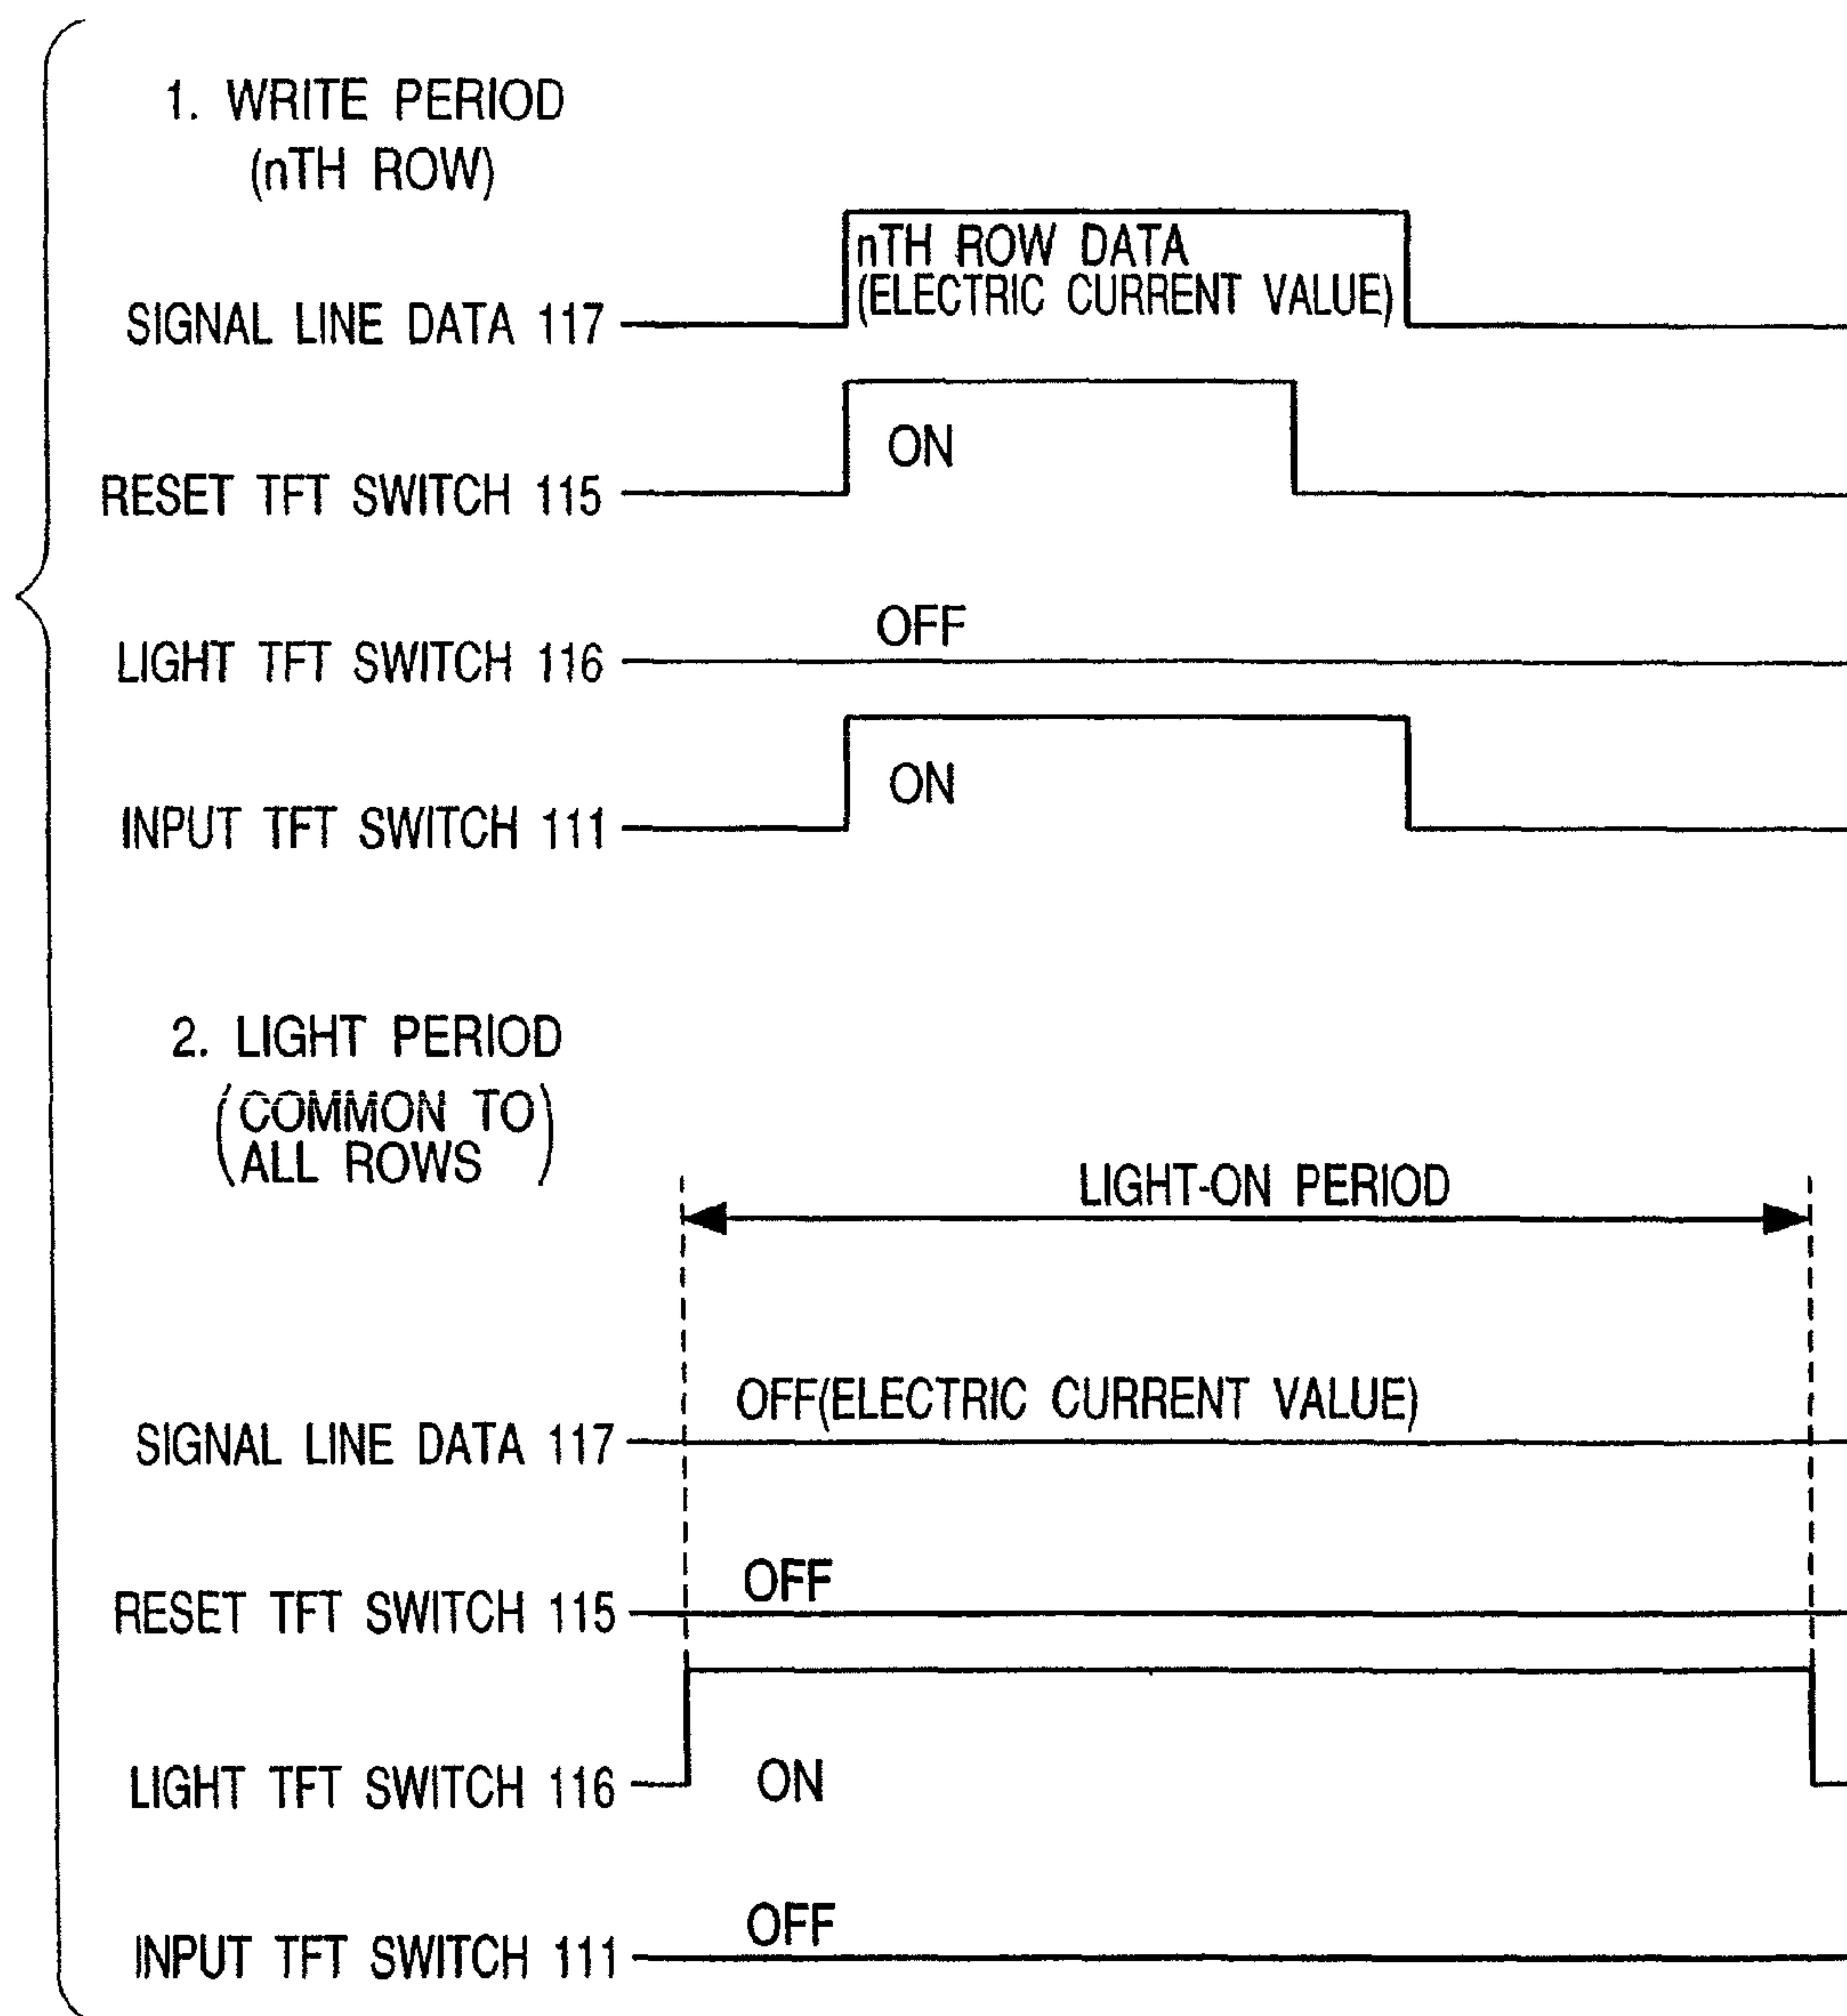 1. WRITE PERIOD
(nTH ROW)
nTH ROW DATA
(ELECTRIC CURRENT VALUE)
SIGNAL LINE DATA 117
ON
RESET TFT SWITCH 115
OFF
LIGHT TFT SWITCH 116
ON
INPUT TFT SWITCH 111
2. LIGHT PERIOD
(COMMON TO
ALL ROWS)
LIGHT-ON PERIOD
OFF(ELECTRIC CURRENT VALUE)
SIGNAL LINE DATA 117
OFF
RESET TFT SWITCH 115
LIGHT TFT SWITCH 116
ON
OFF
INPUT TFT SWITCH 111